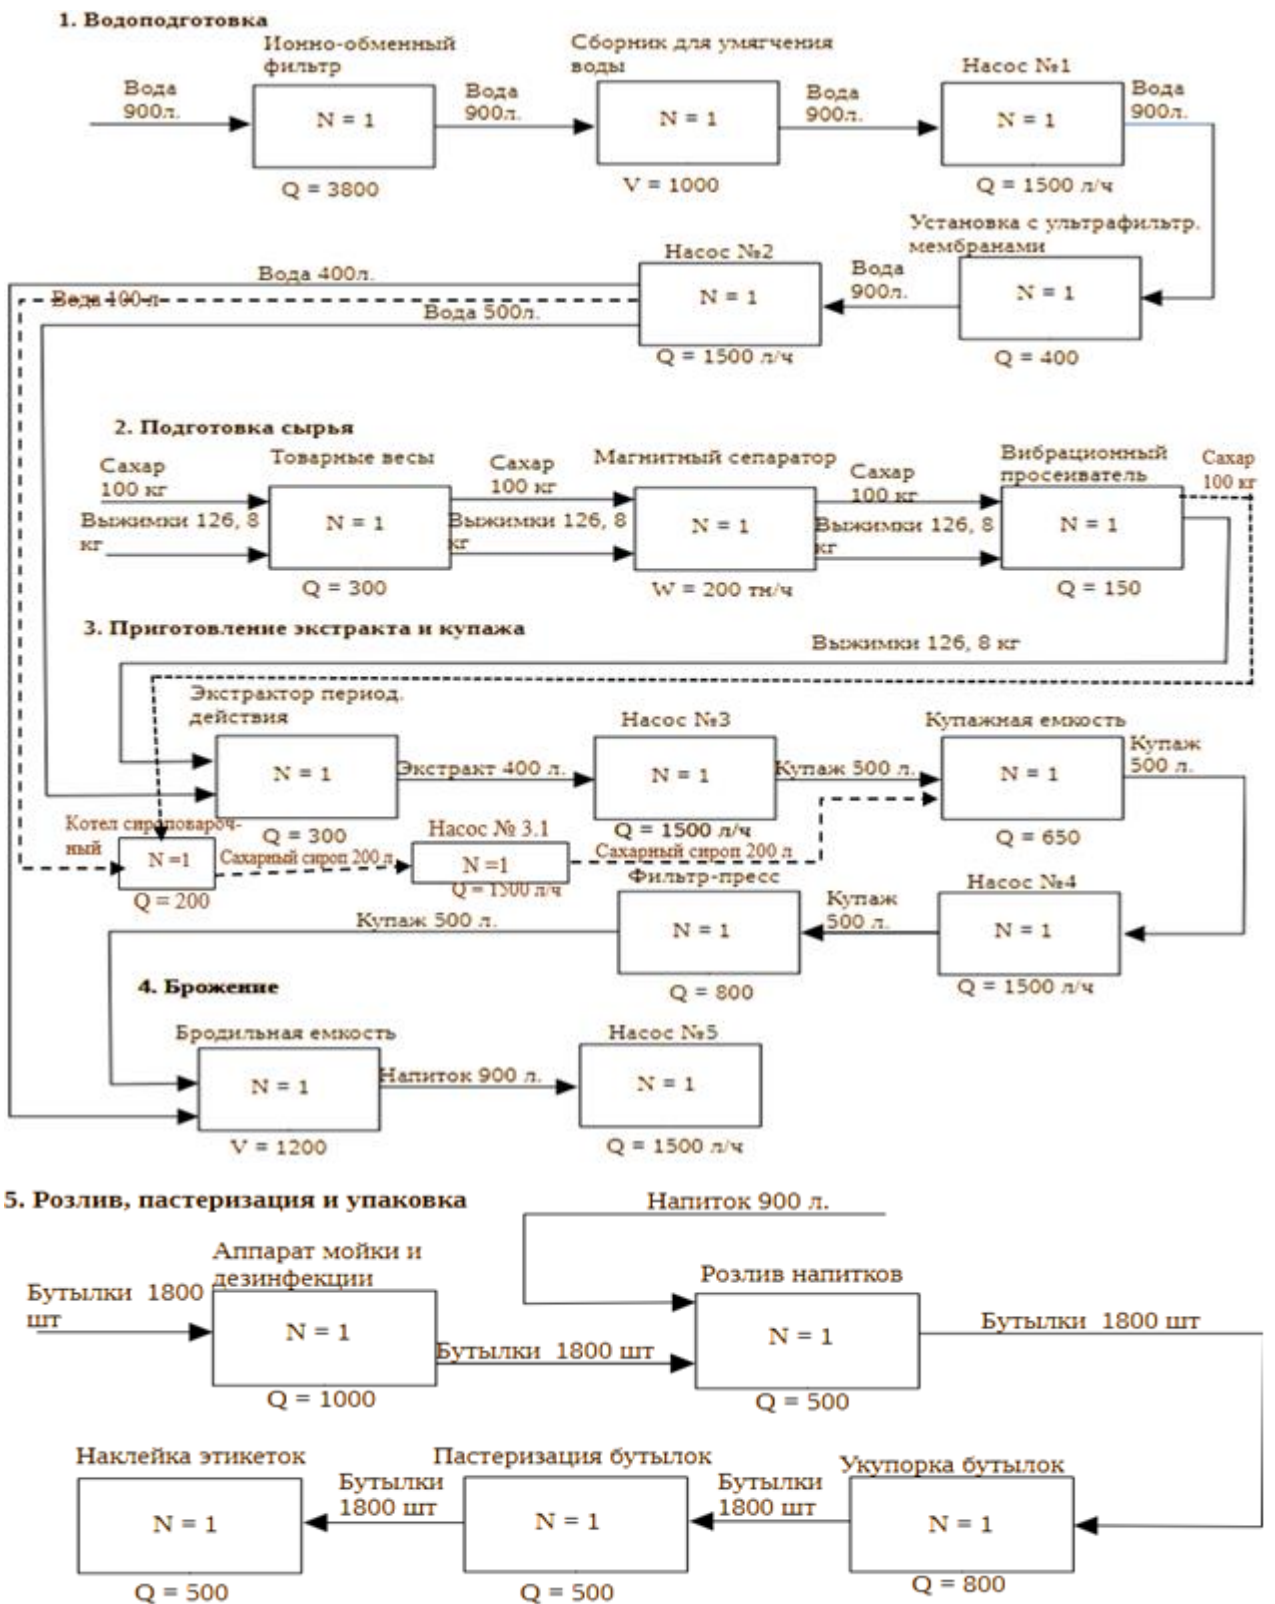 1. Водоподготовка
Ионно-обменный
фильтр
Сборник для умягчения
воды
Насос №1
Вода
900л.
N = 1
Вода
900л.
N = 1
Вода
900л.
N = 1
Вода
900л.
Q = 3800
V = 1000
Q = 1500 л/ч
Установка с ультрафильтр.
мембранами
Насос №2
Вода 400л.
Вода 100 л
Вода 500л.
N = 1
Вода
900л.
N = 1
Q = 1500 л/ч
Q = 400
2. Подготовка сырья
Товарные весы
Магнитный сепаратор
Вибрационный
просеиватель
Сахар
100 кг
Выжимки 126, 8
кг
N = 1
Сахар
100 кг
Выжимки 126, 8
кг
N = 1
Сахар
100 кг
Выжимки 126, 8
кг
N = 1
Сахар
100 кг
Q = 300
W = 200 тн/ч
Q = 150
3. Приготовление экстракта и купажа
Выжимки 126, 8 кг
Экстрактор период.
действия
Насос №3
Купажная емкость
N = 1
Экстракт 400 л.
N = 1
Купаж 500 л.
N = 1
Купаж
500 л.
Q = 300
Q = 1500 л/ч
Q = 650
Котел сироповароч-
ный
N =1
Q = 200
Сахарный сироп 200 л
Насос № 3.1
N =1
Q = 1500 л/ч
Сахарный сироп 200 л
Фильтр-пресс
Насос №4
Купаж 500 л.
N = 1
Купаж
500 л.
N = 1
Q = 800
Q = 1500 л/ч
4. Брожение
Бродильная емкость
Насос №5
N = 1
Напиток 900 л.
N = 1
V = 1200
Q = 1500 л/ч
5. Розлив, пастеризация и упаковка
Напиток 900 л.
Аппарат мойки и
дезинфекции
Розлив напитков
Бутылки 1800
шт
N = 1
Бутылки 1800 шт
N = 1
Бутылки 1800 шт
Q = 1000
Q = 500
Наклейка этикеток
Пастеризация бутылок
Укупорка бутылок
N = 1
Бутылки
1800 шт
N = 1
Бутылки
1800 шт
N = 1
Q = 500
Q = 500
Q = 800